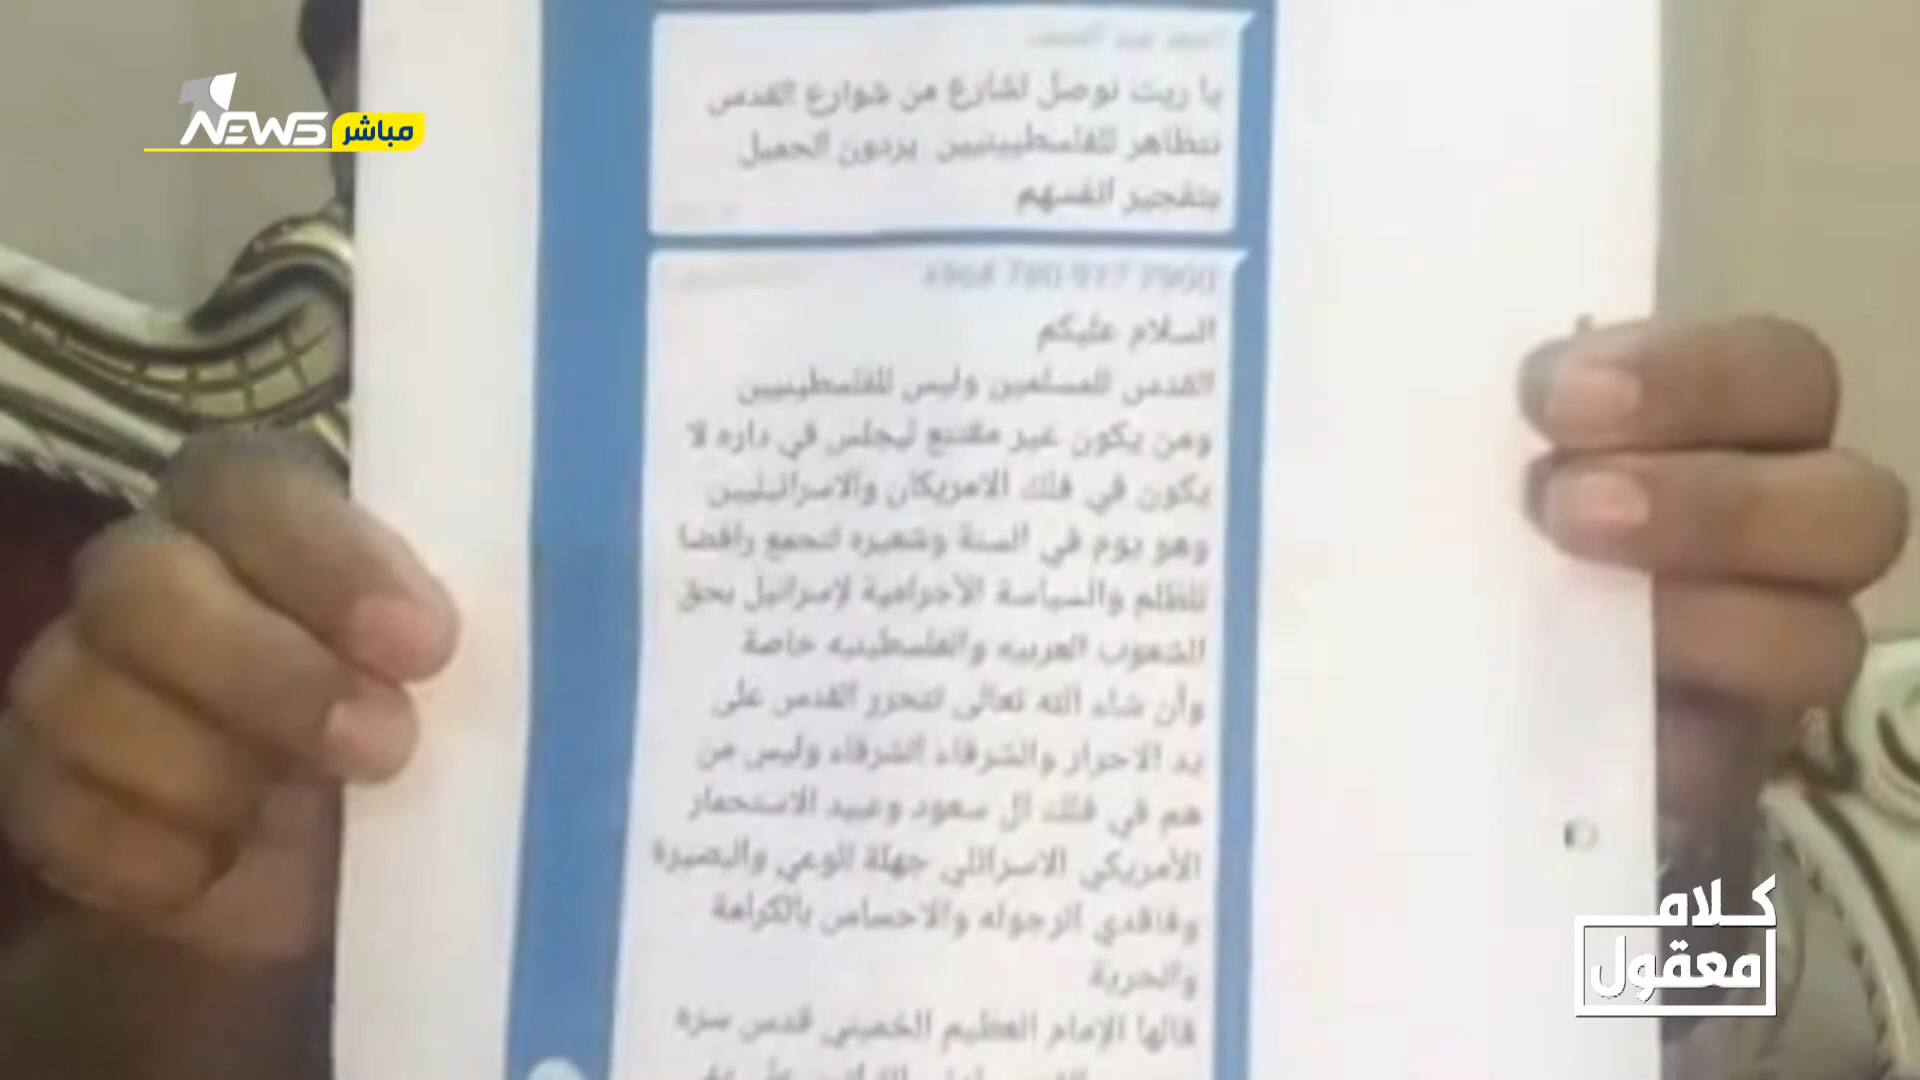 NEWS مباشر
يا ريت نوصل لشارع من شوارع القدس
نتظاهر للفلسطينيين يردون الجميل
بتفجير انفسهم
السلام عليكم
القدس للمسلمين وليس للفلسطينيين
ومن يكون غير مقتنع ليجلس في داره لا
يكون في فلك الامريكان والاسرائيليين
وهو يوم في السنة وشعيره لتجمع رافضا
للظلم والسياسة الاجرامية لإسرائيل بحق
الشعوب العربيه والفلسطينيه خاصة
وأن شاء الله تعالى تتحرر القدس على
يد الاحرار والشرفاء الشرفاء وليس من
هم في فلك ال سعود وعبيد الاستحمار
الأمريكي الاسرائلي جهلة الوعي والبصيرة
وفاقدي الرجوله والاحساس بالكرامة
والحرية
قالها الإمام العظيم الخميني قدس سره
كلام
معقول